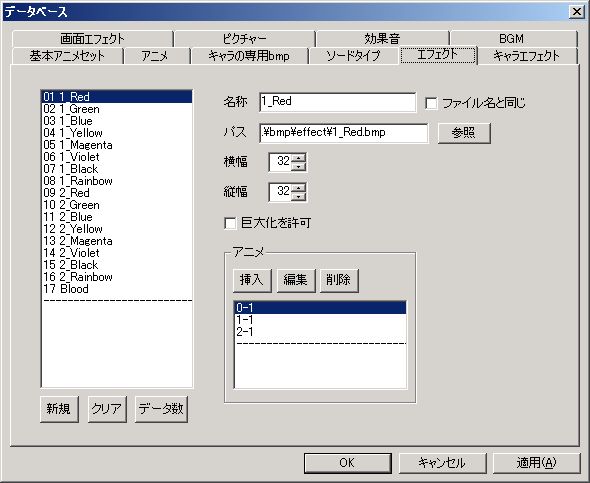 データベース
画面エフェクト ピクチャー 効果音 BGM
基本アニメセット アニメ キャラの専用bmp ソードタイプ エフェクト キャラエフェクト
01 1_Red
02 1_Green
03 1_Blue
04 1_Yellow
05 1_Magenta
06 1_Violet
07 1_Black
08 1_Rainbow
09 2_Red
10 2_Green
11 2_Blue
12 2_Yellow
13 2_Magenta
14 2_Violet
15 2_Black
16 2_Rainbow
17 Blood
新規 クリア データ数
名称 1_Red ファイル名と同じ
パス .¥bmp¥effect¥1_Red.bmp 参照
横幅 32
縦幅 32
巨大化を許可
アニメ
挿入 編集 削除
0-1
1-1
2-1
OK キャンセル 適用(A)